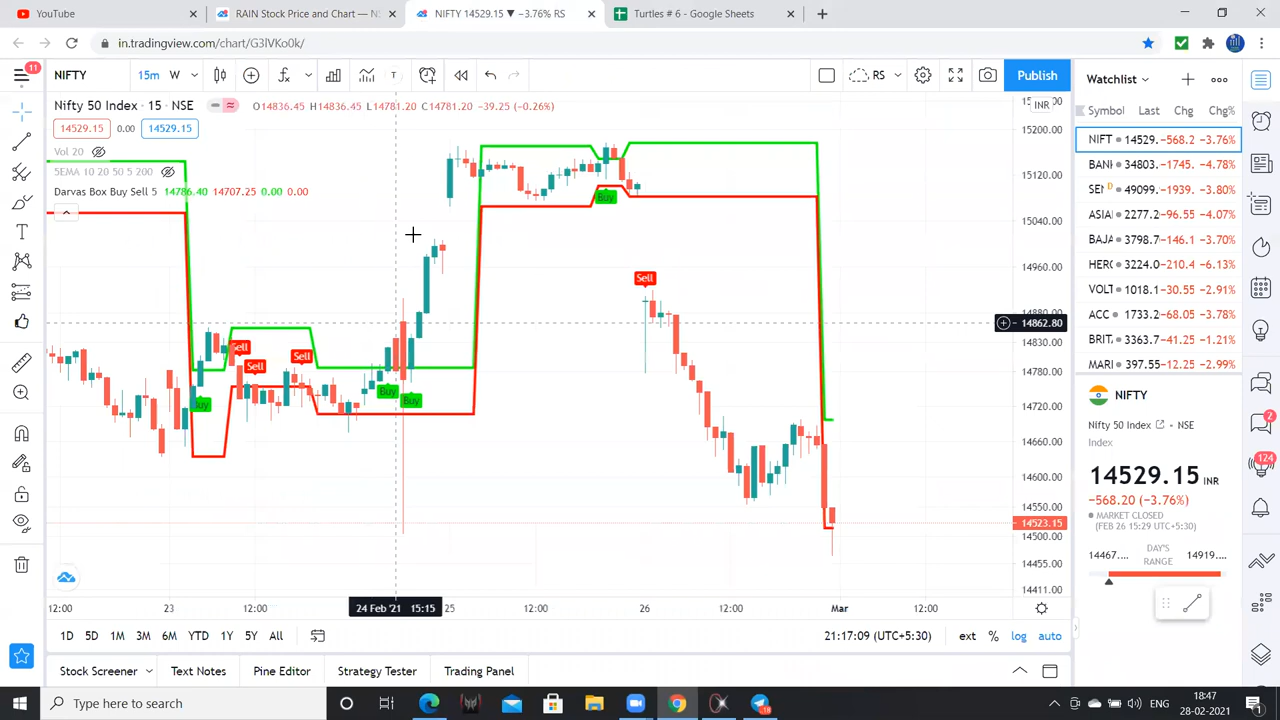 YouTube
RAIN Stock Price and Chart — NS
NIFTY 14529.15 ▼ −3.76% RS
Turtles # 6 - Google Sheets
in.tradingview.com/chart/G3lVKo0k/
11
NIFTY
15m
W
RS
Publish
Watchlist
Nifty 50 Index · 15 · NSE
O14836.45 H14836.45 L14781.20 C14781.20 −39.25 (−0.26%)
INR
Symbol Last Chg Chg%
14529.15 0.00 14529.15
Vol 20
5EMA 10 20 50 5 200
Darvas Box Buy Sell 5 14786.40 14707.25 0.00 0.00
NIFT 14529. −568.2 −3.76%
BANI 34803. −1745. −4.78%
D 49099. −1939. −3.80%
ASIA 2277.2 −96.55 −4.07%
BAJA 3798.7 −146.1 −3.70%
3224.0 −210.4 −6.13%
VOLT 1018.1 −30.55 −2.91%
ACC 1733.2 −68.05 −3.78%
BRIT 3363.7 −41.25 −1.21%
MARI 397.55 −12.25 −2.99%
15200.00
15120.00
15040.00
14960.00
14880.00
14862.80
14830.00
14780.00
14720.00
14660.00
14600.00
14550.00
14523.15
14500.00
14455.00
14411.00
Buy
Sell
Sell
Sell
Buy
Buy
Buy
Sell
NIFTY
Nifty 50 Index · NSE
Index
14529.15 INR
−568.20 (−3.76%)
MARKET CLOSED
(FEB 26 15:29 UTC+5:30)
14467.... DAY'S RANGE 14919....
124
12:00 23 12:00 24 Feb '21 15:15 25 12:00 26 12:00 Mar 12:00
1D 5D 1M 3M 6M YTD 1Y 5Y All
21:17:09 (UTC+5:30) ext % log auto
Stock Screener Text Notes Pine Editor Strategy Tester Trading Panel
Type here to search
18
ENG
18:47
28-02-2021
1